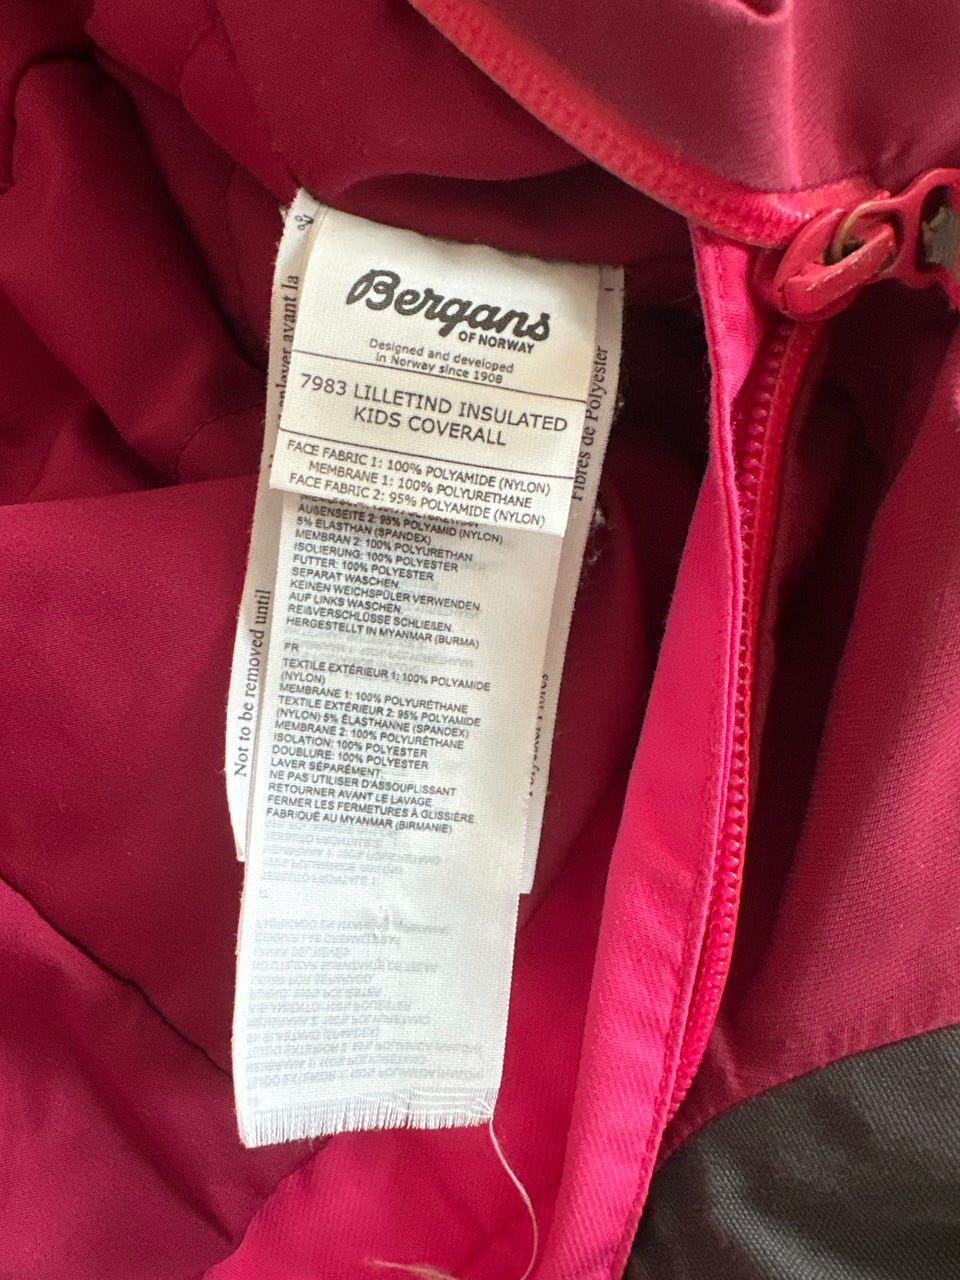 Bergans
OF NORWAY
Designed and developed
in Norway since 1908
7983 LILLETIND INSULATED
KIDS COVERALL
FACE FABRIC 1: 100% POLYAMIDE (NYLON)
MEMBRANE 1: 100% POLYURETHANE
FACE FABRIC 2: 95% POLYAMIDE (NYLON)
AUßENSEITE 2: 95% POLYAMID (NYLON)
5% ELASTHAN (SPANDEX)
MEMBRAN 2: 100% POLYURETHAN
ISOLIERUNG: 100% POLYESTER
FUTTER: 100% POLYESTER
SEPARAT WASCHEN.
KEINEN WEICHSPÜLER VERWENDEN
AUF LINKS WASCHEN.
REIßVERSCHLÜSSE SCHLIEßEN.
HERGESTELLT IN MYANMAR (BURMA)
FR
TEXTILE EXTÉRIEUR 1: 100% POLYAMIDE
(NYLON)
MEMBRANE 1: 100% POLYURÉTHANE
TEXTILE EXTÉRIEUR 2: 95% POLYAMIDE
(NYLON) 5% ÉLASTHANNE (SPANDEX)
MEMBRANE 2: 100% POLYURÉTHANE
ISOLATION: 100% POLYESTER
DOUBLURE: 100% POLYESTER
LAVER SÉPARÉMENT.
NE PAS UTILISER D'ASSOUPLISSANT
RETOURNER AVANT LE LAVAGE.
FERMER LES FERMETURES À GLISSIÈRE
FABRIQUÉ AU MYANMAR (BIRMANIE)
Not to be removed until
enlever avant la
Fibres de Polyester